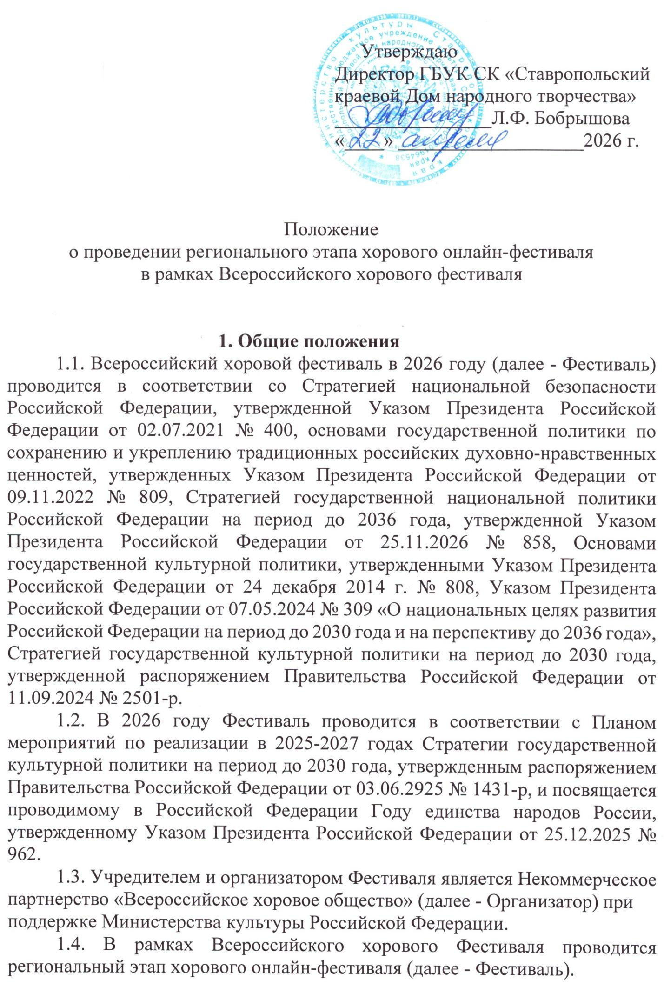 Утверждаю
Директор ГБУК СК «Ставропольский
краевой Дом народного творчества»
Л.Ф. Бобрышова
«22» апреля 2026 г.
Положение
о проведении регионального этапа хорового онлайн-фестиваля
в рамках Всероссийского хорового фестиваля
1. Общие положения
1.1. Всероссийский хоровой фестиваль в 2026 году (далее - Фестиваль)
проводится в соответствии со Стратегией национальной безопасности
Российской Федерации, утвержденной Указом Президента Российской
Федерации от 02.07.2021 № 400, основами государственной политики по
сохранению и укреплению традиционных российских духовно-нравственных
ценностей, утвержденных Указом Президента Российской Федерации от
09.11.2022 № 809, Стратегией государственной национальной политики
Российской Федерации на период до 2036 года, утвержденной Указом
Президента Российской Федерации от 25.11.2026 № 858, Основами
государственной культурной политики, утвержденными Указом Президента
Российской Федерации от 24 декабря 2014 г. № 808, Указом Президента
Российской Федерации от 07.05.2024 № 309 «О национальных целях развития
Российской Федерации на период до 2030 года и на перспективу до 2036 года»,
Стратегией государственной культурной политики на период до 2030 года,
утвержденной распоряжением Правительства Российской Федерации от
11.09.2024 № 2501-р.
1.2. В 2026 году Фестиваль проводится в соответствии с Планом
мероприятий по реализации в 2025-2027 годах Стратегии государственной
культурной политики на период до 2030 года, утвержденным распоряжением
Правительства Российской Федерации от 03.06.2925 № 1431-р, и посвящается
проводимому в Российской Федерации Году единства народов России,
утвержденному Указом Президента Российской Федерации от 25.12.2025 №
962.
1.3. Учредителем и организатором Фестиваля является Некоммерческое
партнерство «Всероссийское хоровое общество» (далее - Организатор) при
поддержке Министерства культуры Российской Федерации.
1.4. В рамках Всероссийского хорового Фестиваля проводится
региональный этап хорового онлайн-фестиваля (далее - Фестиваль).